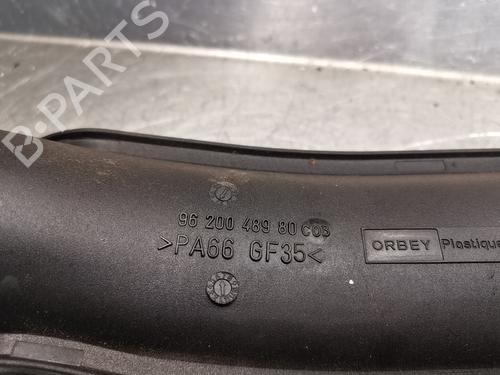 B-PARTS
96 200 489 80 C03
>PA66 GF35<
ORBEY Plastique